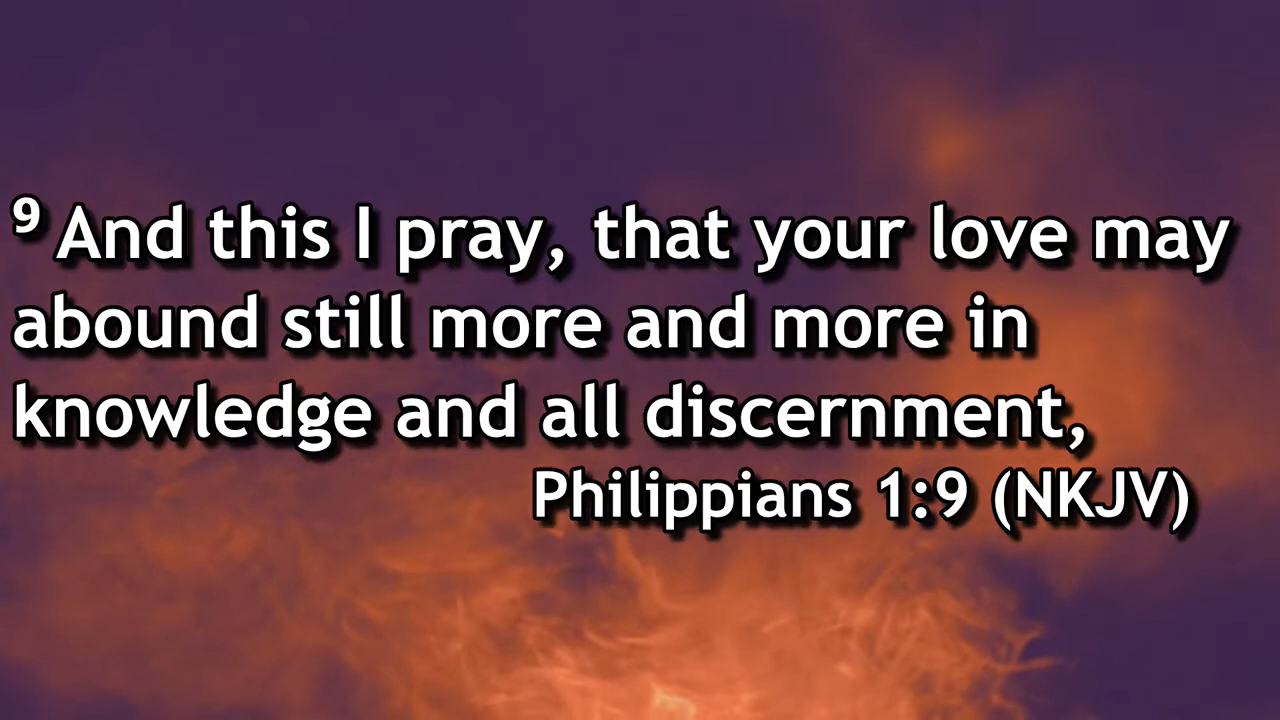 9 And this I pray, that your love may
abound still more and more in
knowledge and all discernment,
Philippians 1:9 (NKJV)